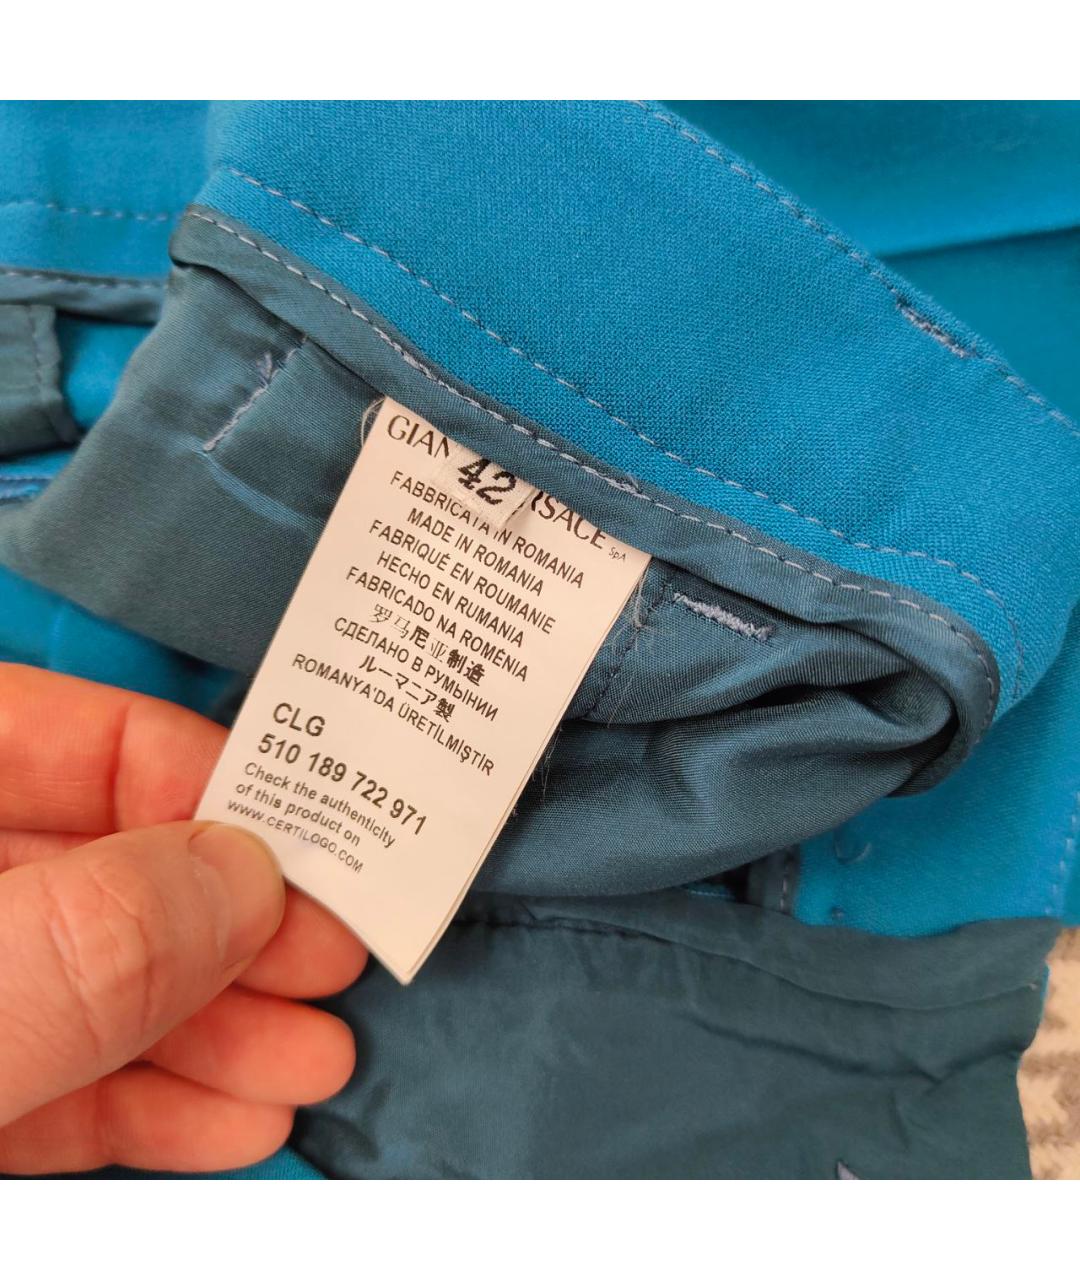 GIAN 42 RSACE SpA
FABBRICATA IN ROMANIA
MADE IN ROMANIA
FABRIQUÉ EN ROUMANIE
HECHO EN RUMANIA
FABRICADO NA ROMÉNIA
罗马尼亚制造
СДЕЛАНО В РУМЫНИИ
ルーマニア製
ROMANYA'DA ÜRETİLMİŞTİR
CLG
510 189 722 971
Check the authenticity
of this product on
WWW.CERTILOGO.COM